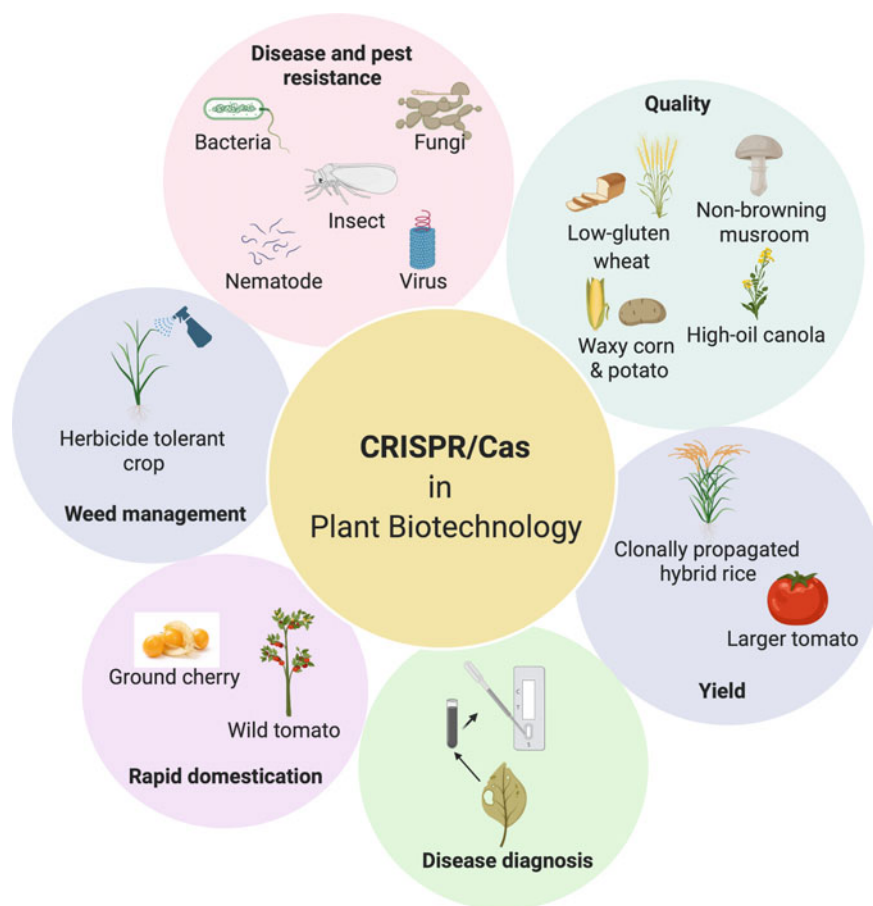 Disease and pest
resistance
Bacteria
Fungi
Insect
Nematode
Virus
Quality
Low-gluten
wheat
Non-browning
musroom
Waxy corn
& potato
High-oil canola
Herbicide tolerant
crop
Weed management
CRISPR/Cas
in
Plant Biotechnology
Clonally propagated
hybrid rice
Larger tomato
Yield
Ground cherry
Wild tomato
Rapid domestication
C
T
S
Disease diagnosis